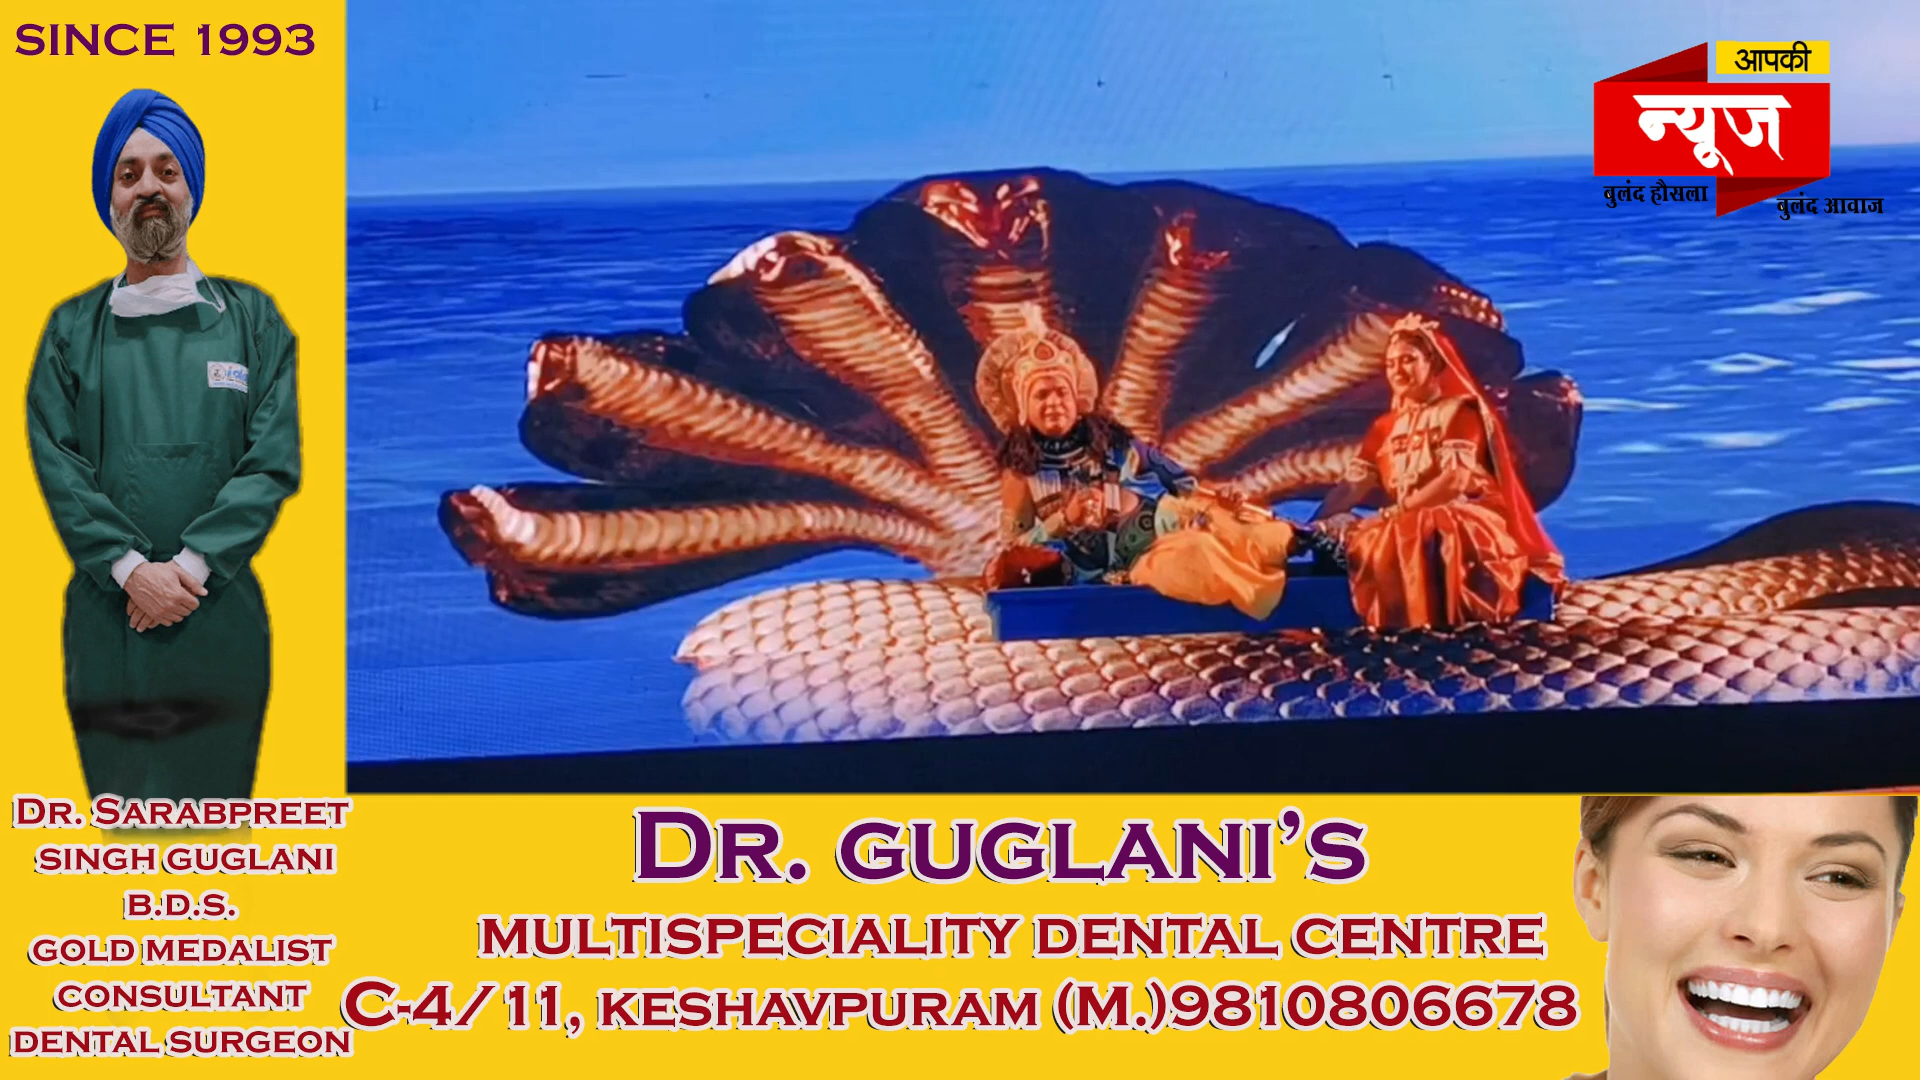 SINCE 1993
आपकी
न्यूज
बुलंद हौसला
बुलंद आवाज
DR. SARABPREET
SINGH GUGLANI
B.D.S.
GOLD MEDALIST
CONSULTANT
DENTAL SURGEON
DR. GUGLANI'S
MULTISPECIALITY DENTAL CENTRE
C-4/11, KESHAVPURAM (M.)9810806678